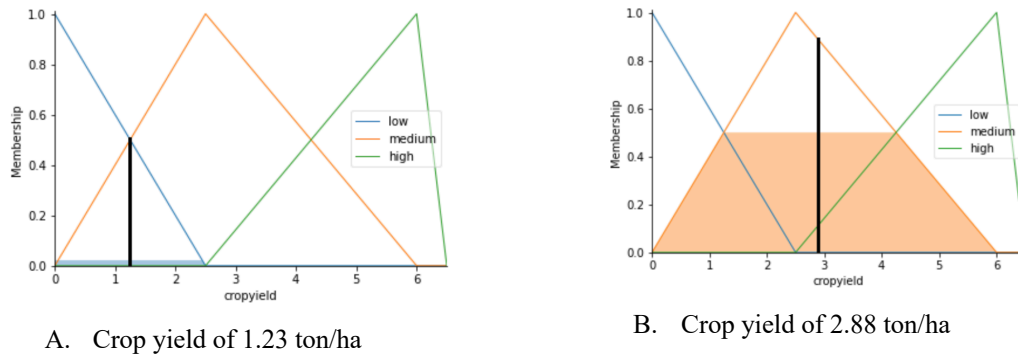 1.0
0.8
0.6
0.4
0.2
0.0
Membership
0 1 2 3 4 5 6
cropyield
low
medium
high
A. Crop yield of 1.23 ton/ha
1.0
0.8
0.6
0.4
0.2
0.0
Membership
0 1 2 3 4 5 6
cropyield
low
medium
high
B. Crop yield of 2.88 ton/ha